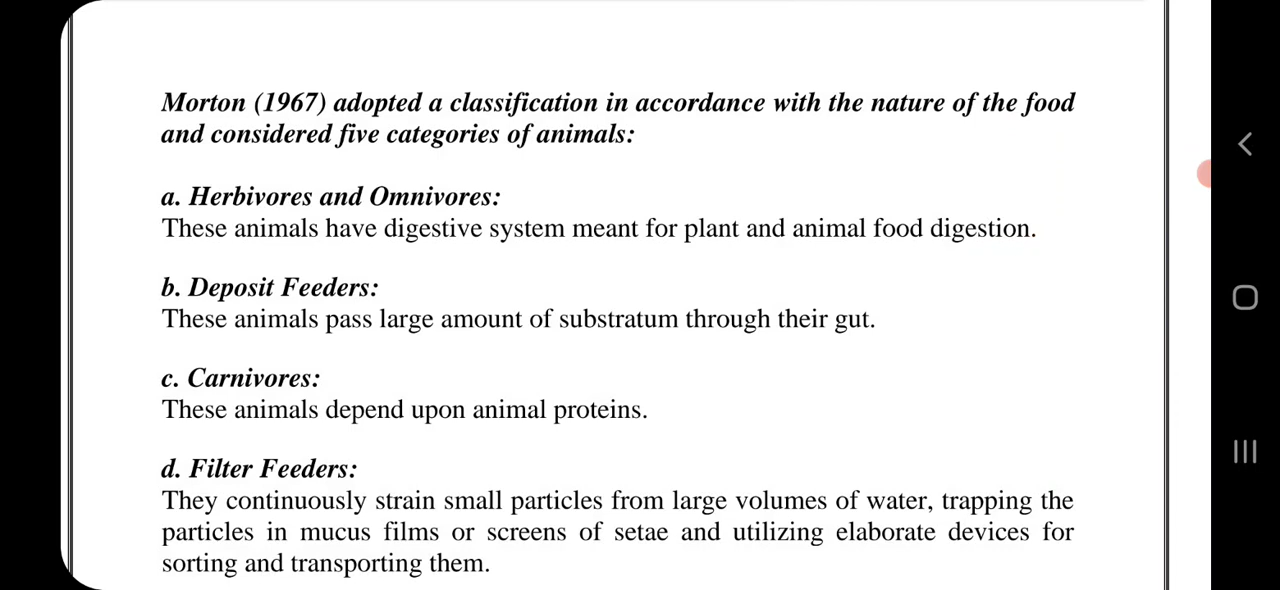 Morton (1967) adopted a classification in accordance with the nature of the food
and considered five categories of animals:
a. Herbivores and Omnivores:
These animals have digestive system meant for plant and animal food digestion.
b. Deposit Feeders:
These animals pass large amount of substratum through their gut.
c. Carnivores:
These animals depend upon animal proteins.
d. Filter Feeders:
They continuously strain small particles from large volumes of water, trapping the
particles in mucus films or screens of setae and utilizing elaborate devices for
sorting and transporting them.